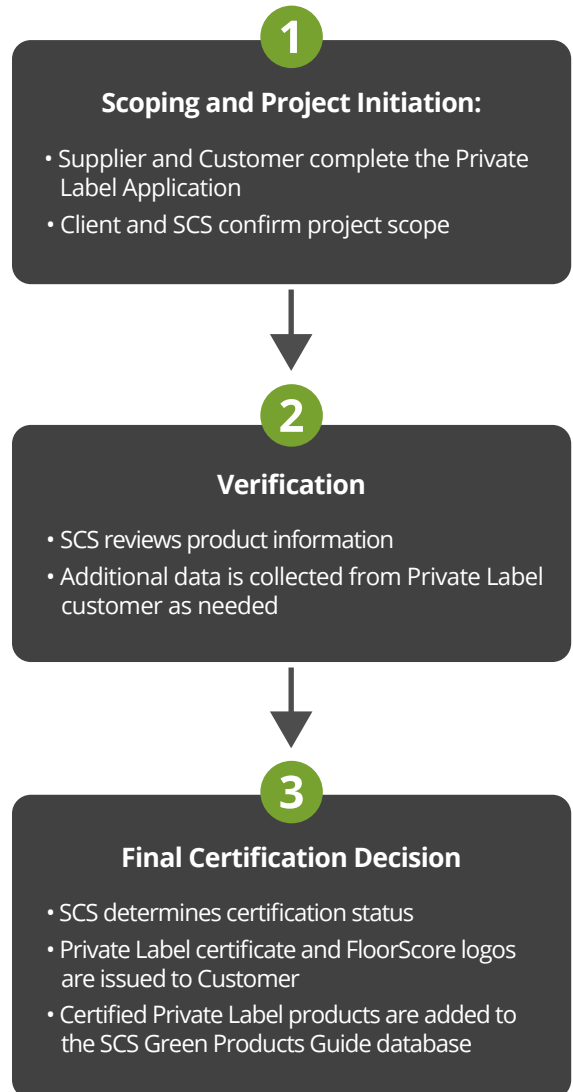 1
Scoping and Project Initiation:
• Supplier and Customer complete the Private
Label Application
• Client and SCS confirm project scope
2
Verification
• SCS reviews product information
• Additional data is collected from Private Label
customer as needed
3
Final Certification Decision
• SCS determines certification status
• Private Label certificate and FloorScore logos
are issued to Customer
• Certified Private Label products are added to
the SCS Green Products Guide database